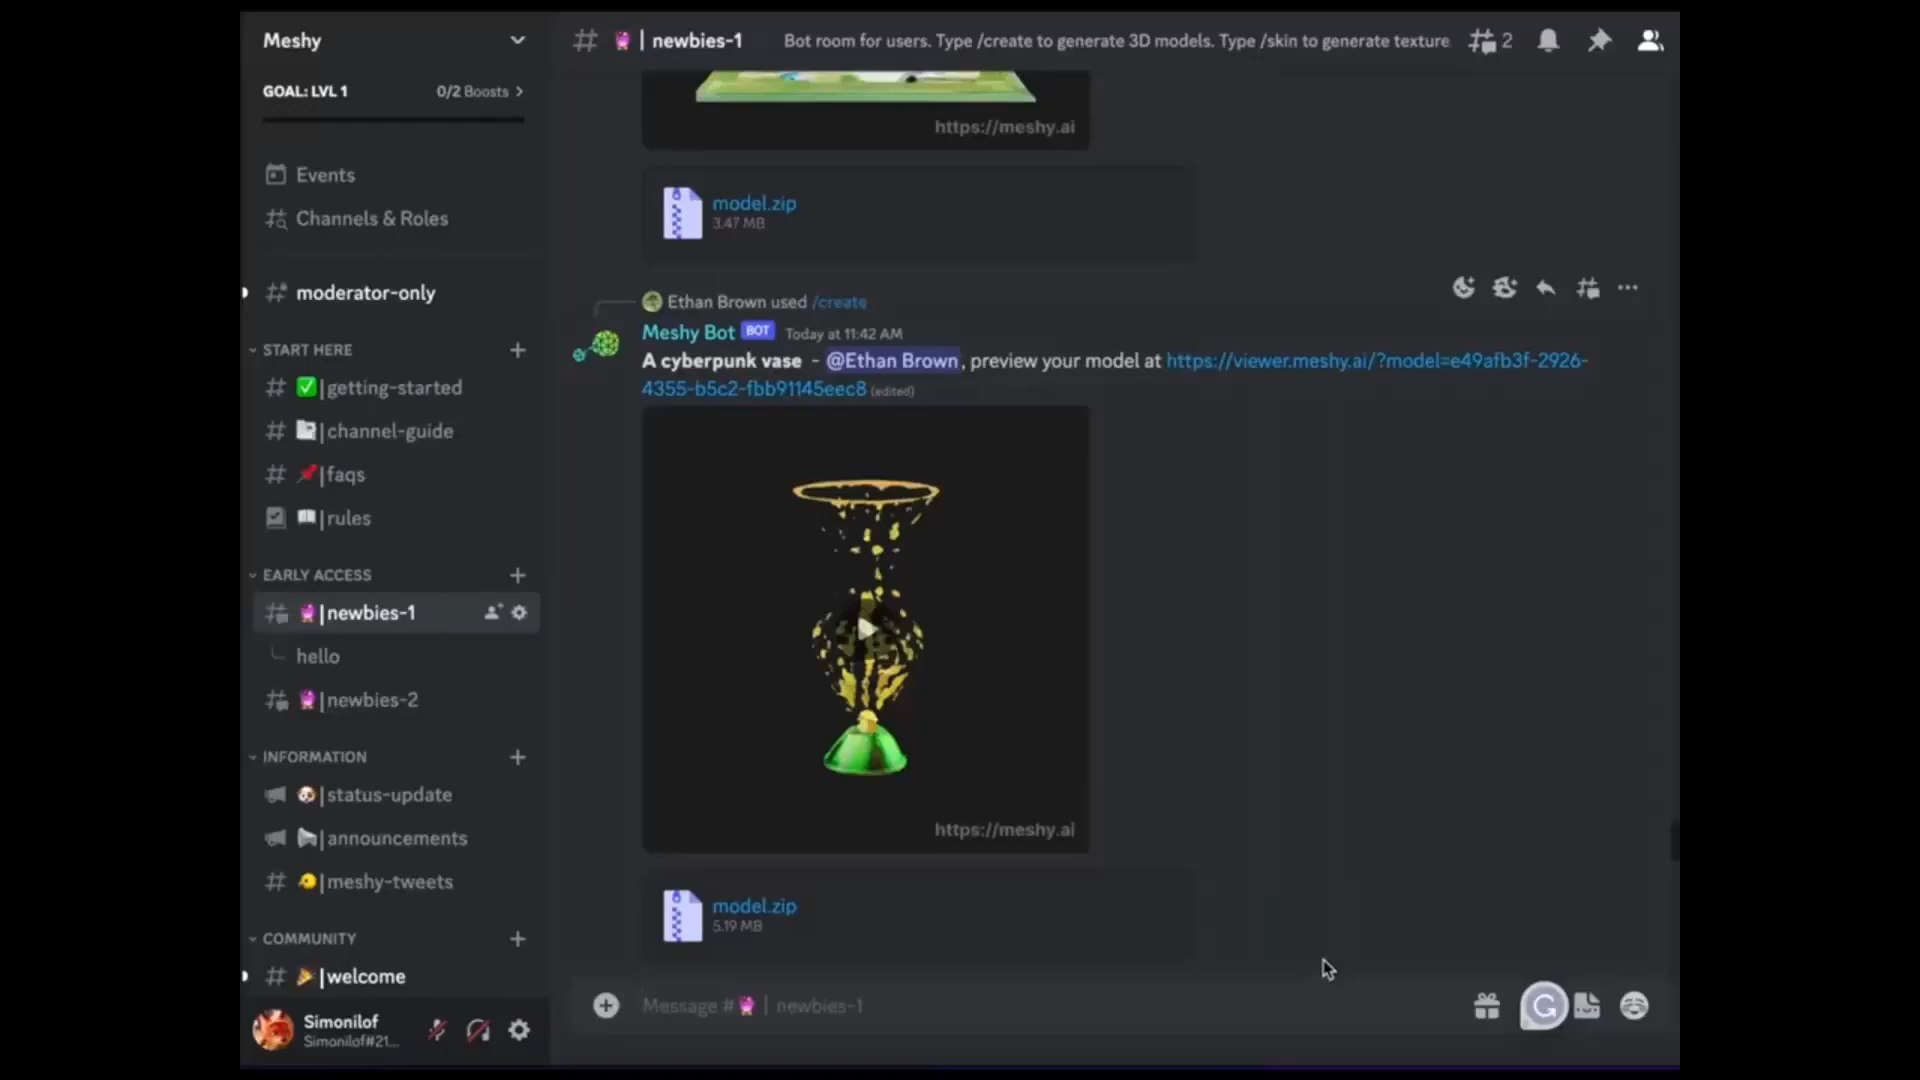 Meshy
GOAL: LVL 1
0/2 Boosts
Events
Channels & Roles
moderator-only
START HERE
getting-started
channel-guide
faqs
rules
EARLY ACCESS
newbies-1
hello
newbies-2
INFORMATION
status-update
announcements
meshy-tweets
COMMUNITY
welcome
Simonilof
Simonilof#21...
newbies-1
Bot room for users. Type /create to generate 3D models. Type /skin to generate texture
2
https://meshy.ai
model.zip
3.47 MB
Ethan Brown used /create
Meshy Bot BOT Today at 11:42 AM
A cyberpunk vase - @Ethan Brown, preview your model at https://viewer.meshy.ai/?model=e49afb3f-2926-
4355-b5c2-fbb91145eec8 (edited)
https://meshy.ai
model.zip
5.19 MB
Message # | newbies-1